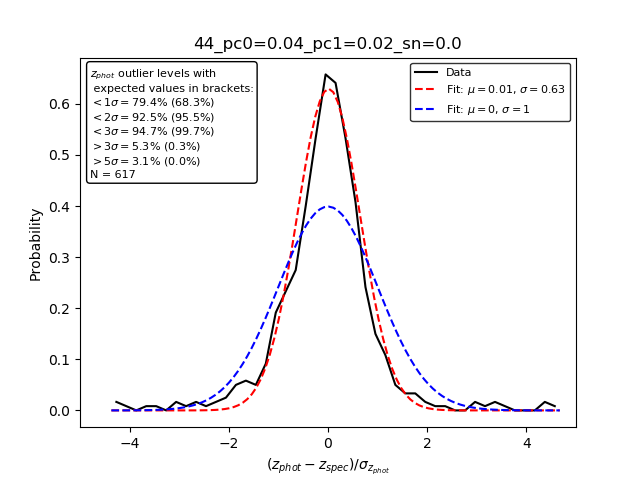 44_pc0=0.04_pc1=0.02_sn=0.0
z_phot outlier levels with
expected values in brackets:
<1σ=79.4% (68.3%)
<2σ=92.5% (95.5%)
<3σ=94.7% (99.7%)
>3σ=5.3% (0.3%)
>5σ=3.1% (0.0%)
N = 617
Data
Fit: μ=0.01, σ=0.63
Fit: μ=0, σ=1
Probability
0.6
0.5
0.4
0.3
0.2
0.1
0.0
−4
−2
0
2
4
(z_phot − z_spec)/σ_z_phot